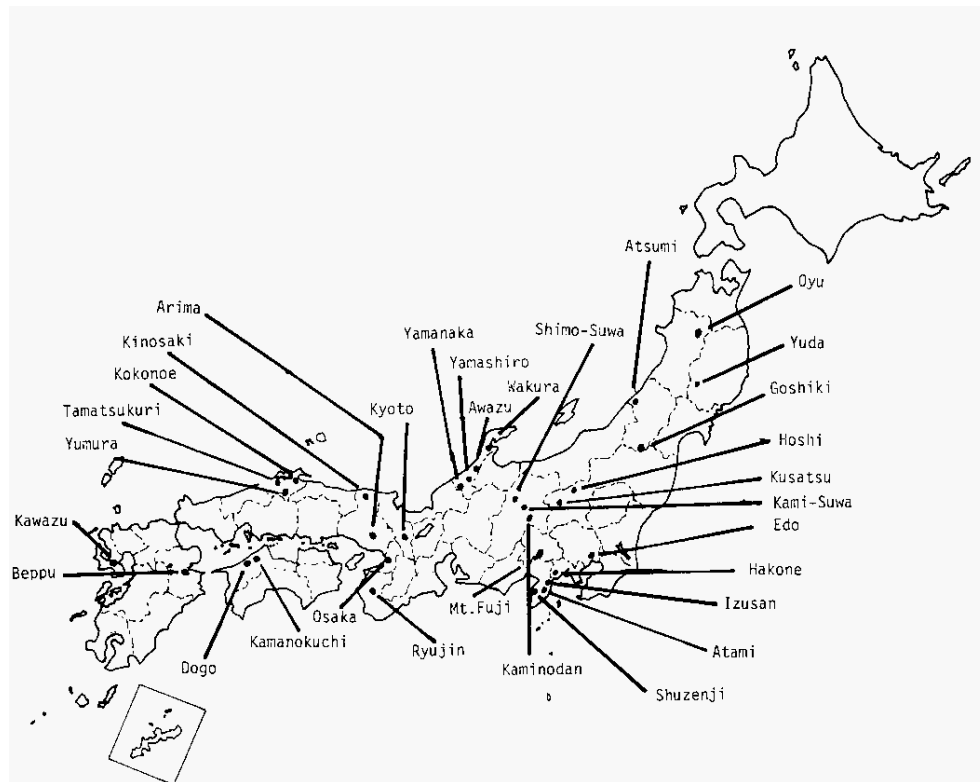 Atsumi
Oyu
Arima
Shimo-Suwa
Yamanaka
Kinosaki
Yuda
Yamashiro
Wakura
Kokonoe
Goshiki
Tamatsukuri
Kyoto
Awazu
Yumura
Hoshi
Kusatsu
Kami-Suwa
Kawazu
Edo
Beppu
Hakone
Mt.Fuji
Izusan
Osaka
Kamanokuchi
Ryujin
Atami
Dogo
Kaminodan
Shuzenji